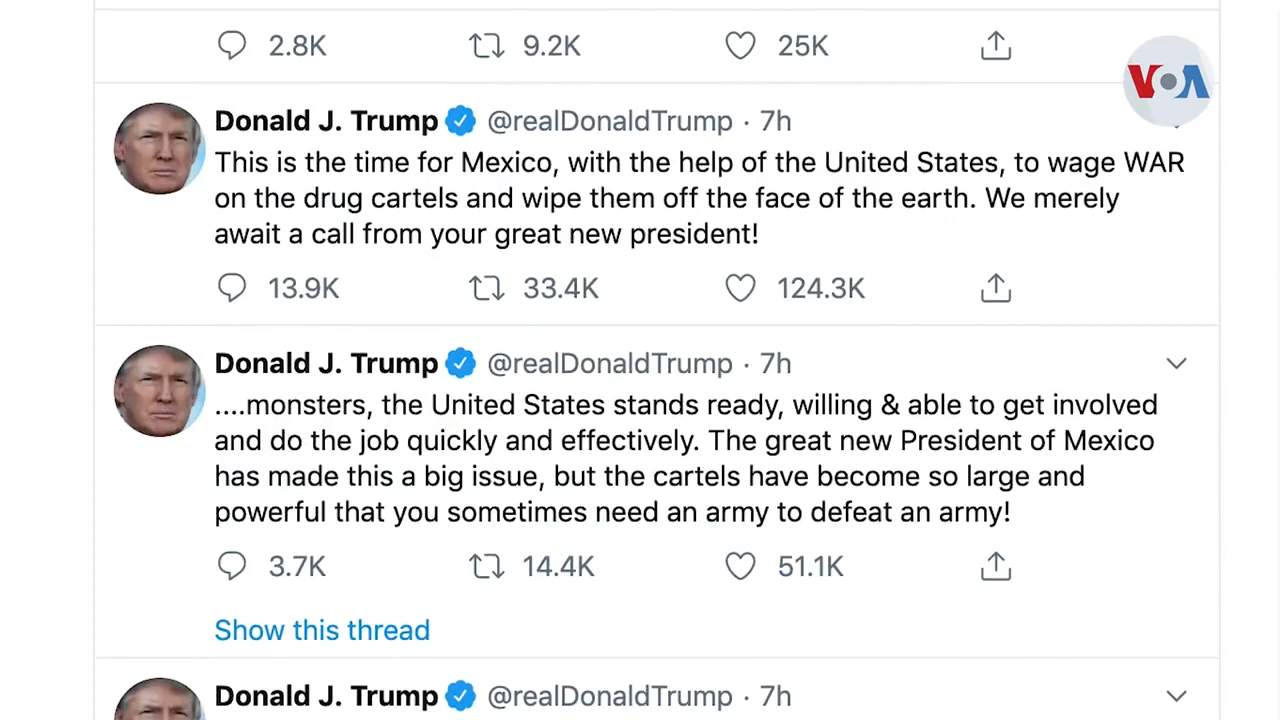 2.8K 9.2K 25K
VOA
Donald J. Trump @realDonaldTrump · 7h
This is the time for Mexico, with the help of the United States, to wage WAR
on the drug cartels and wipe them off the face of the earth. We merely
await a call from your great new president!
13.9K 33.4K 124.3K
Donald J. Trump @realDonaldTrump · 7h
....monsters, the United States stands ready, willing & able to get involved
and do the job quickly and effectively. The great new President of Mexico
has made this a big issue, but the cartels have become so large and
powerful that you sometimes need an army to defeat an army!
3.7K 14.4K 51.1K
Show this thread
Donald J. Trump @realDonaldTrump · 7h